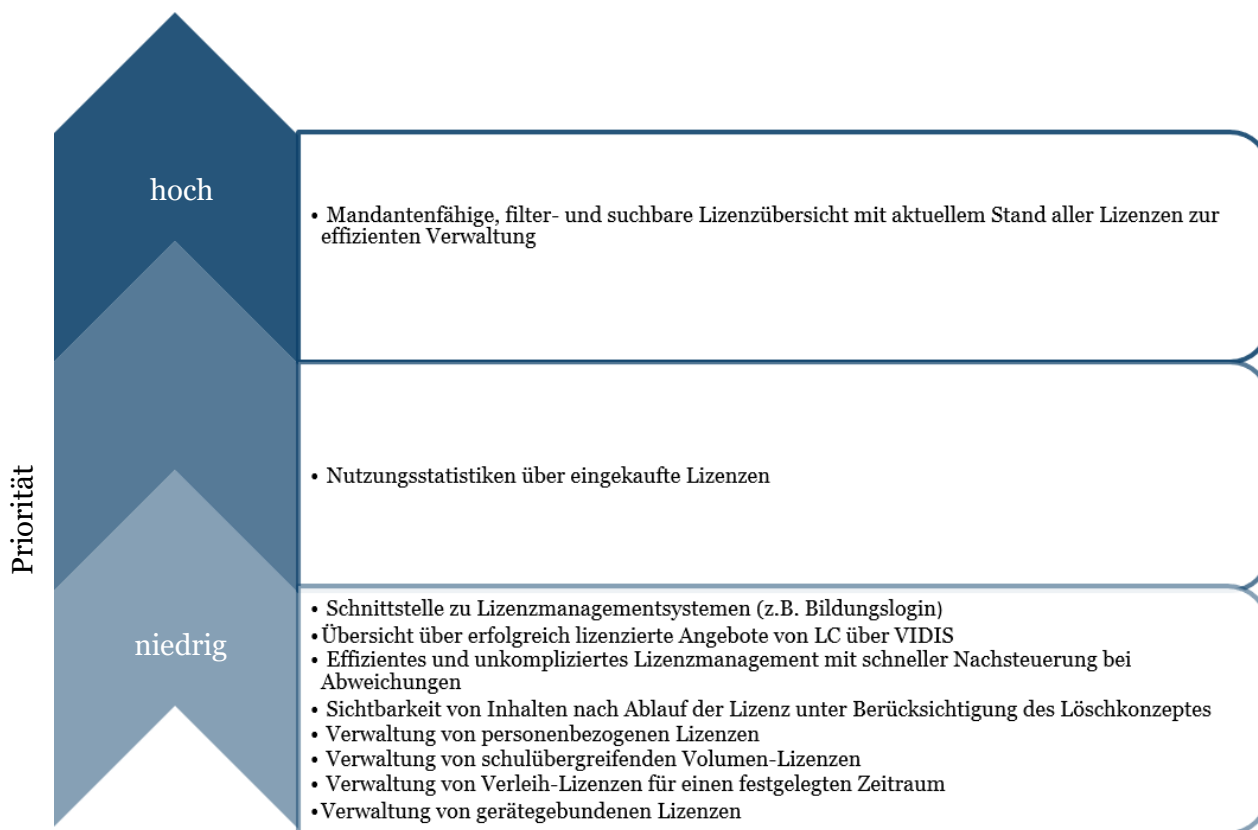 hoch
• Mandantenfähige, filter- und suchbare Lizenzübersicht mit aktuellem Stand aller Lizenzen zur
effizienten Verwaltung
• Nutzungsstatistiken über eingekaufte Lizenzen
Priorität
niedrig
• Schnittstelle zu Lizenzmanagementsystemen (z.B. Bildungslogin)
• Übersicht über erfolgreich lizenzierte Angebote von LC über VIDIS
• Effizientes und unkompliziertes Lizenzmanagement mit schneller Nachsteuerung bei
Abweichungen
• Sichtbarkeit von Inhalten nach Ablauf der Lizenz unter Berücksichtigung des Löschkonzeptes
• Verwaltung von personenbezogenen Lizenzen
• Verwaltung von schulübergreifenden Volumen-Lizenzen
• Verwaltung von Verleih-Lizenzen für einen festgelegten Zeitraum
• Verwaltung von gerätegebundenen Lizenzen